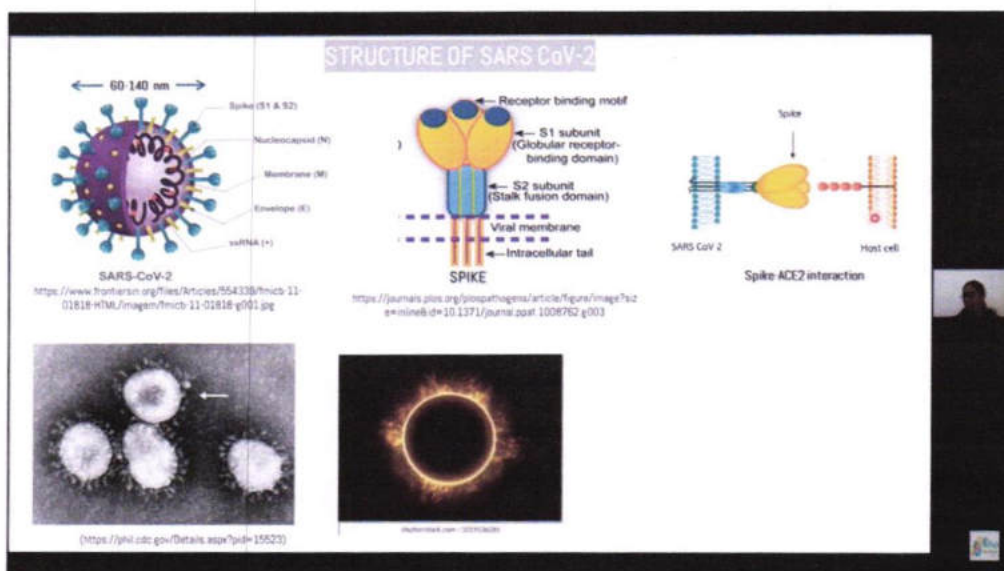 STRUCTURE OF SARS CoV-2
60-140 nm
Spike (S1 & S2)
Nucleocapsid (N)
Membrane (M)
Envelope (E)
ssRNA (+)
SARS-CoV-2
https://www.frontiersin.org/files/Articles/554339/fmicb-11-
01818-HTML/imagem/fmicb-11-01818-g001.jpg
)
Receptor binding motif
S1 subunit
(Globular receptor-
binding domain)
S2 subunit
(Stalk fusion domain)
Viral membrane
Intracellular tail
SPIKE
https://journals.plos.org/plospathogens/article/figure/image?siz
e=inline&id=10.1371/journal.ppat.1008762.g003
Spike
SARS CoV-2
Host cell
Spike-ACE2 interaction
(https://phil.cdc.gov/Details.aspx?pid=15523)